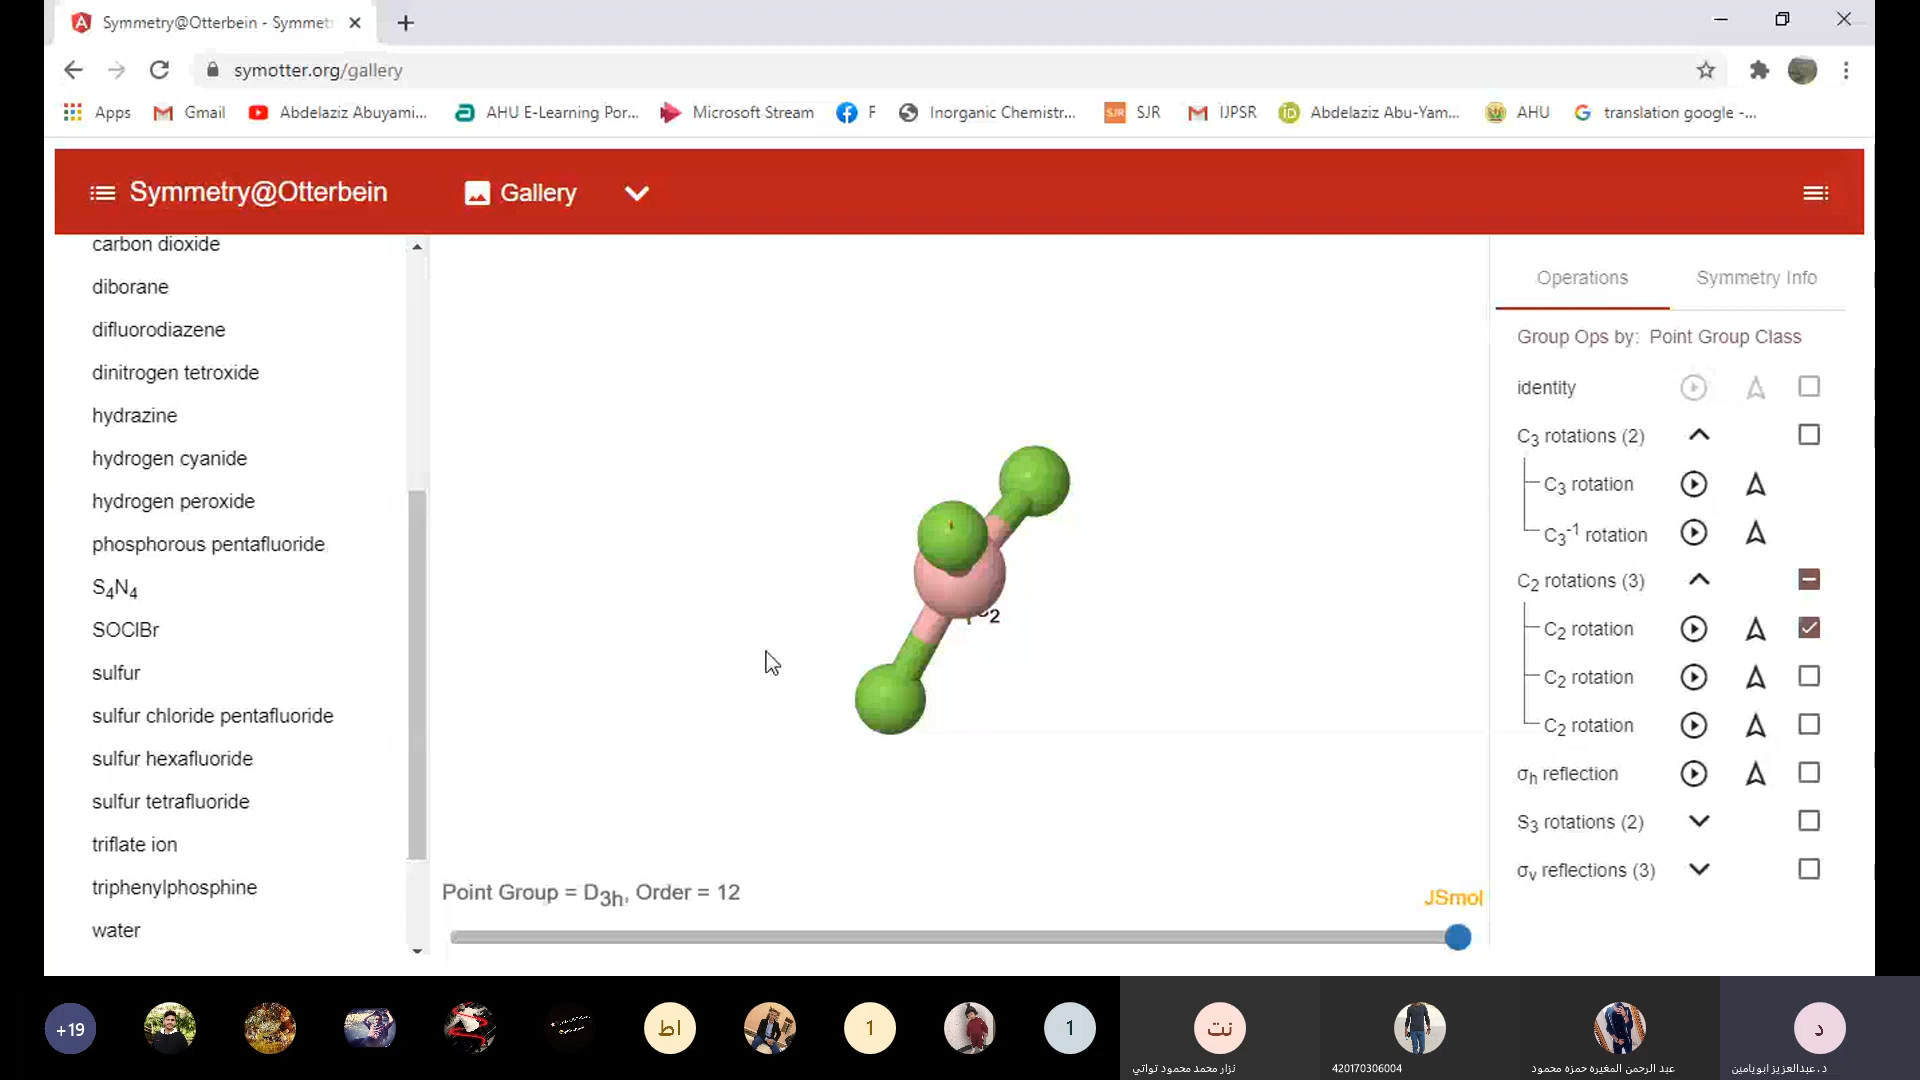 Symmetry@Otterbein - Symmet
symotter.org/gallery
Apps
Gmail
Abdelaziz Abuyami...
AHU E-Learning Por...
Microsoft Stream
F
Inorganic Chemistr...
SJR
SJR
IJPSR
iD
Abdelaziz Abu-Yam...
AHU
translation google -...
Symmetry@Otterbein
Gallery
carbon dioxide
diborane
difluorodiazene
dinitrogen tetroxide
hydrazine
hydrogen cyanide
hydrogen peroxide
phosphorous pentafluoride
S₄N₄
SOClBr
sulfur
sulfur chloride pentafluoride
sulfur hexafluoride
sulfur tetrafluoride
triflate ion
triphenylphosphine
water
Point Group = D₃ₕ, Order = 12
JSmol
Operations
Symmetry Info
Group Ops by: Point Group Class
identity
C₃ rotations (2)
C₃ rotation
C₃⁻¹ rotation
C₂ rotations (3)
C₂ rotation
C₂ rotation
C₂ rotation
σₕ reflection
S₃ rotations (2)
σᵥ reflections (3)
+19
اط
1
1
نت
نزار محمد محمود تواتي
420170306004
عبد الرحمن المغيره حمزه محمود
د
د.عبدالعزيز ابويامين